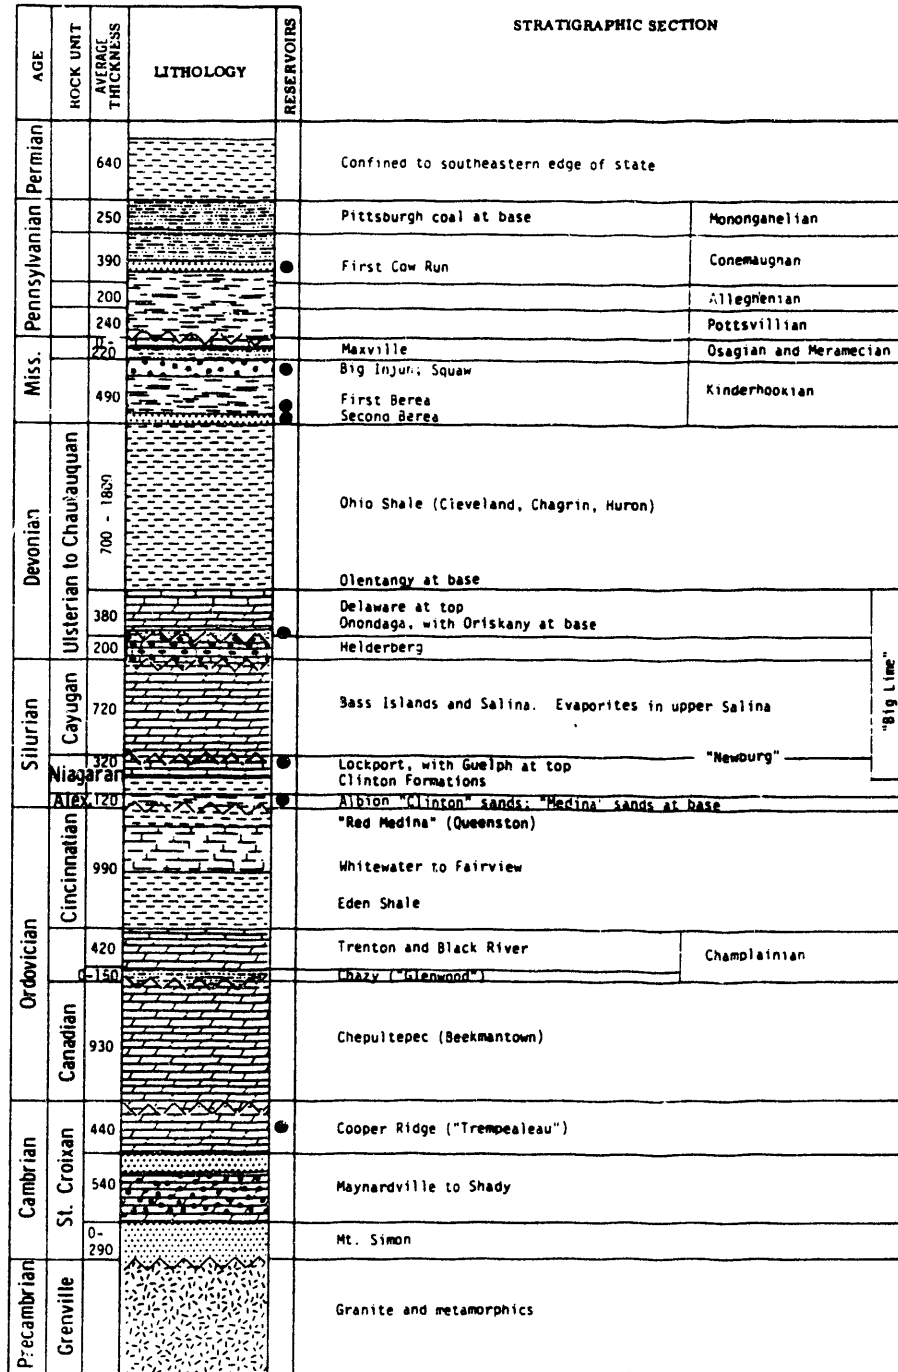 STRATIGRAPHIC SECTION
AGE
ROCK UNIT
AVERAGE THICKNESS
LITHOLOGY
RESERVOIRS
Permian
640
Confined to southeastern edge of state
Pennsylvanian
250
Pittsburgh coal at base
Monongahelian
390
First Cow Run
Conemaughan
200
Alleghenian
240
Pottsvillian
Miss.
0-220
Maxville
Osagian and Meramecian
Big Injun; Squaw
490
Kinderhookian
First Berea
Second Berea
Devonian
Ulsterian to Chautauquan
700 - 1800
Ohio Shale (Cleveland, Chagrin, Huron)
Olentangy at base
380
Delaware at top
Onondaga, with Oriskany at base
200
Helderberg
"Big Lime"
Silurian
Cayugan
720
Bass Islands and Salina. Evaporites in upper Salina
"Newburg"
Niagaran
320
Lockport, with Guelph at top
Clinton Formations
Alex.
120
Albion "Clinton" sands; "Medina" sands at base
Ordovician
Cincinnatian
"Red Medina" (Queenston)
990
Whitewater to Fairview
Eden Shale
420
Trenton and Black River
Champlainian
0-150
Chazy ("Glenwood")
Canadian
930
Chepultepec (Beekmantown)
Cambrian
St. Croixan
440
Cooper Ridge ("Trempealeau")
540
Maynardville to Shady
0-
290
Mt. Simon
Precambrian
Grenville
Granite and metamorphics